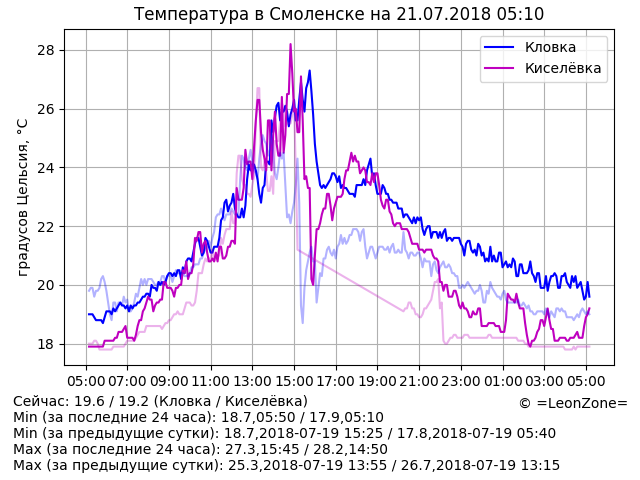 Температура в Смоленске на 21.07.2018 05:10
градусов Цельсия, °C
28
26
24
22
20
18
Кловка
Киселёвка
05:00 07:00 09:00 11:00 13:00 15:00 17:00 19:00 21:00 23:00 01:00 03:00 05:00
Сейчас: 19.6 / 19.2 (Кловка / Киселёвка)
© =LeonZone=
Min (за последние 24 часа): 18.7,05:50 / 17.9,05:10
Min (за предыдущие сутки): 18.7,2018-07-19 15:25 / 17.8,2018-07-19 05:40
Max (за последние 24 часа): 27.3,15:45 / 28.2,14:50
Max (за предыдущие сутки): 25.3,2018-07-19 13:55 / 26.7,2018-07-19 13:15